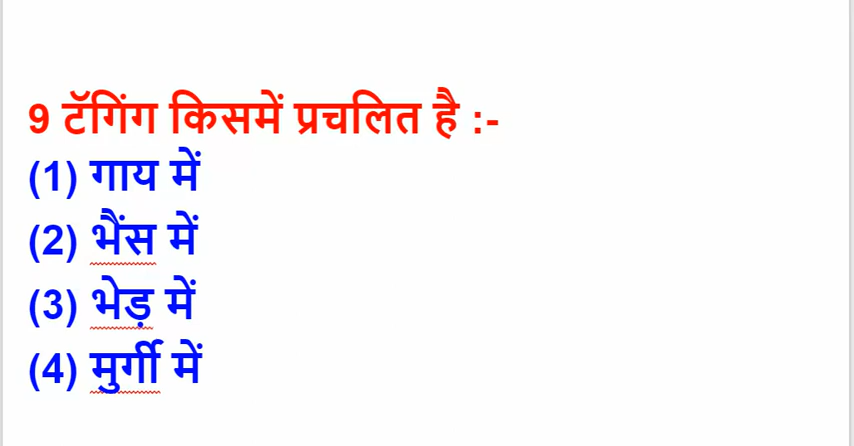 9 टॅगिंग किसमें प्रचलित है :-
(1) गाय में
(2) भैंस में
(3) भेड़ में
(4) मुर्गी में